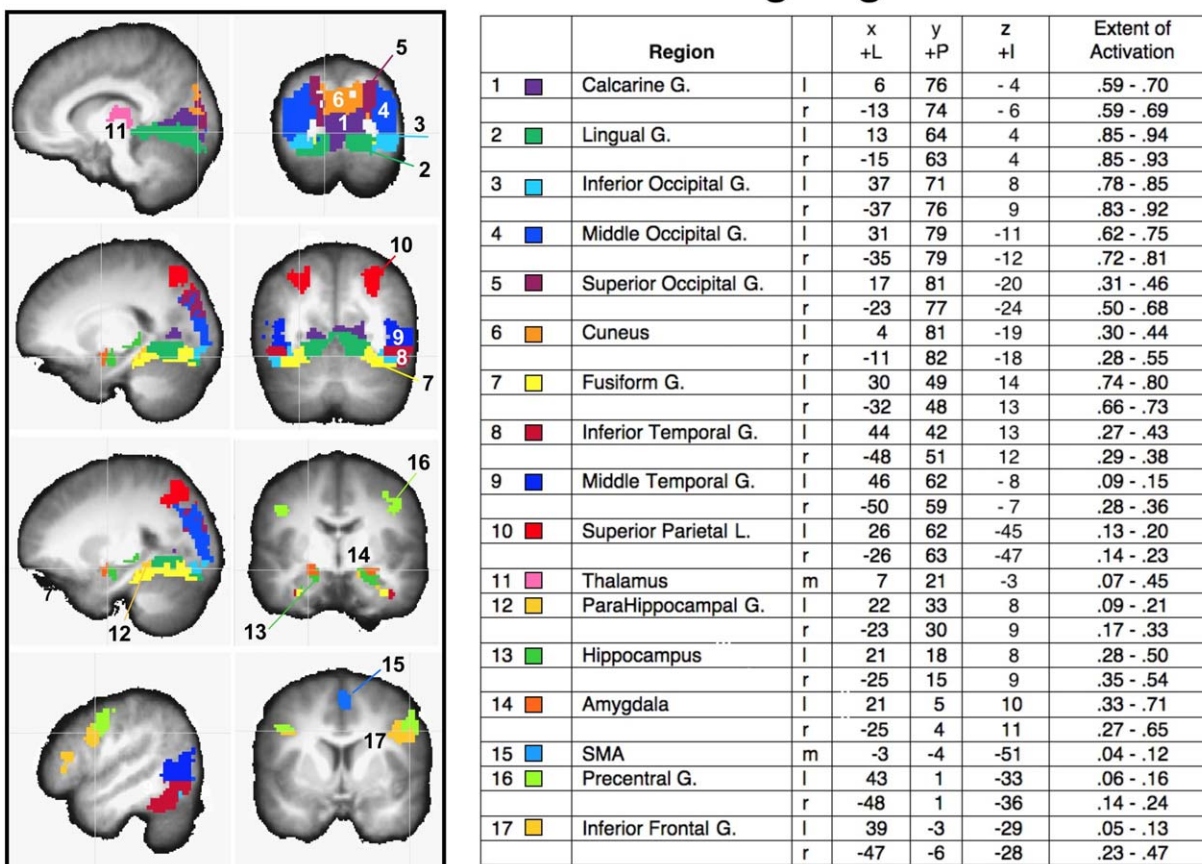 5
6
4
1
3
11
2
10
9
8
7
16
14
7
12
13
15
17
x y z Extent of
Region +L +P +I Activation
1 Calcarine G. l 6 76 - 4 .59 - .70
r -13 74 - 6 .59 - .69
2 Lingual G. l 13 64 4 .85 - .94
r -15 63 4 .85 - .93
3 Inferior Occipital G. l 37 71 8 .78 - .85
r -37 76 9 .83 - .92
4 Middle Occipital G. l 31 79 -11 .62 - .75
r -35 79 -12 .72 - .81
5 Superior Occipital G. l 17 81 -20 .31 - .46
r -23 77 -24 .50 - .68
6 Cuneus l 4 81 -19 .30 - .44
r -11 82 -18 .28 - .55
7 Fusiform G. l 30 49 14 .74 - .80
r -32 48 13 .66 - .73
8 Inferior Temporal G. l 44 42 13 .27 - .43
r -48 51 12 .29 - .38
9 Middle Temporal G. l 46 62 - 8 .09 - .15
r -50 59 - 7 .28 - .36
10 Superior Parietal L. l 26 62 -45 .13 - .20
r -26 63 -47 .14 - .23
11 Thalamus m 7 21 -3 .07 - .45
12 ParaHippocampal G. l 22 33 8 .09 - .21
r -23 30 9 .17 - .33
13 Hippocampus l 21 18 8 .28 - .50
r -25 15 9 .35 - .54
14 Amygdala l 21 5 10 .33 - .71
r -25 4 11 .27 - .65
15 SMA m -3 -4 -51 .04 - .12
16 Precentral G. l 43 1 -33 .06 - .16
r -48 1 -36 .14 - .24
17 Inferior Frontal G. l 39 -3 -29 .05 - .13
r -47 -6 -28 .23 - .47